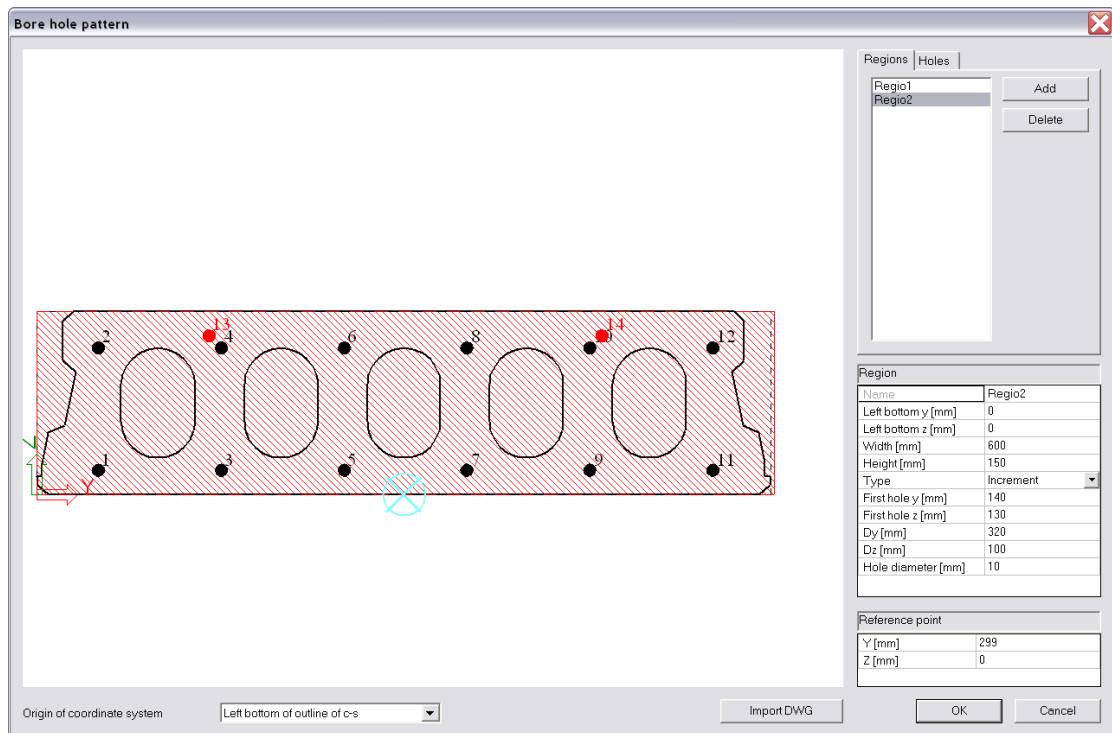 Bore hole pattern
Regions Holes
Regio1
Regio2
Add
Delete
13
14
2
4
6
8
12
1
3
5
7
9
11
Y
Region
Name Regio2
Left bottom y [mm] 0
Left bottom z [mm] 0
Width [mm] 600
Height [mm] 150
Type Increment
First hole y [mm] 140
First hole z [mm] 130
Dy [mm] 320
Dz [mm] 100
Hole diameter [mm] 10
Reference point
Y [mm] 299
Z [mm] 0
Origin of coordinate system Left bottom of outline of c-s
Import DWG
OK
Cancel